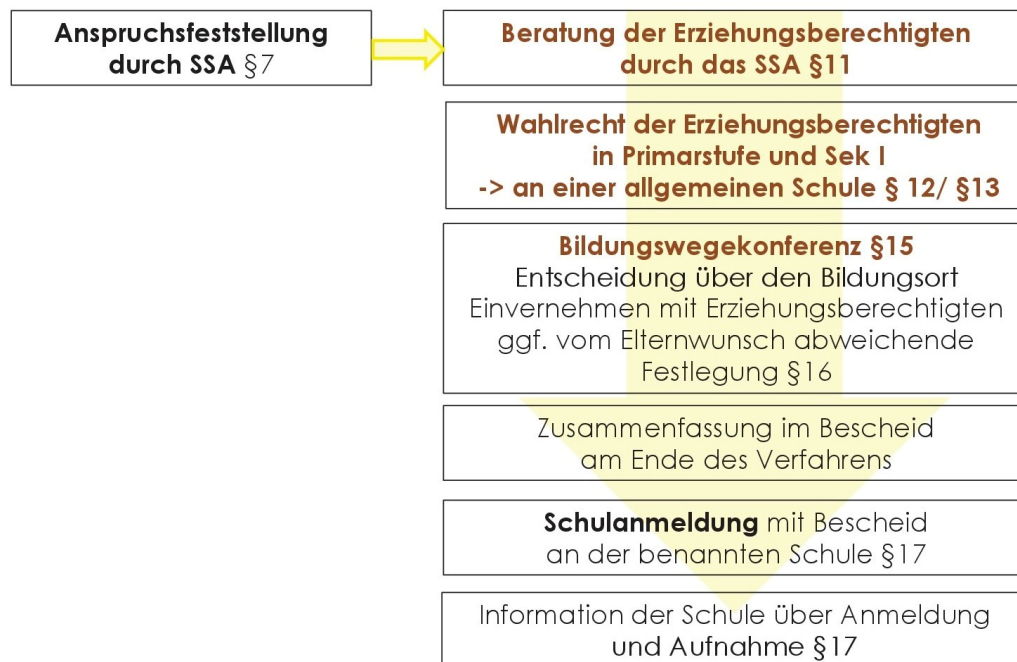 Anspruchsfeststellung
durch SSA §7
Beratung der Erziehungsberechtigten
durch das SSA §11
Wahlrecht der Erziehungsberechtigten
in Primarstufe und Sek I
-> an einer allgemeinen Schule § 12/ §13
Bildungswegekonferenz §15
Entscheidung über den Bildungsort
Einvernehmen mit Erziehungsberechtigten
ggf. vom Elternwunsch abweichende
Festlegung §16
Zusammenfassung im Bescheid
am Ende des Verfahrens
Schulanmeldung mit Bescheid
an der benannten Schule §17
Information der Schule über Anmeldung
und Aufnahme §17